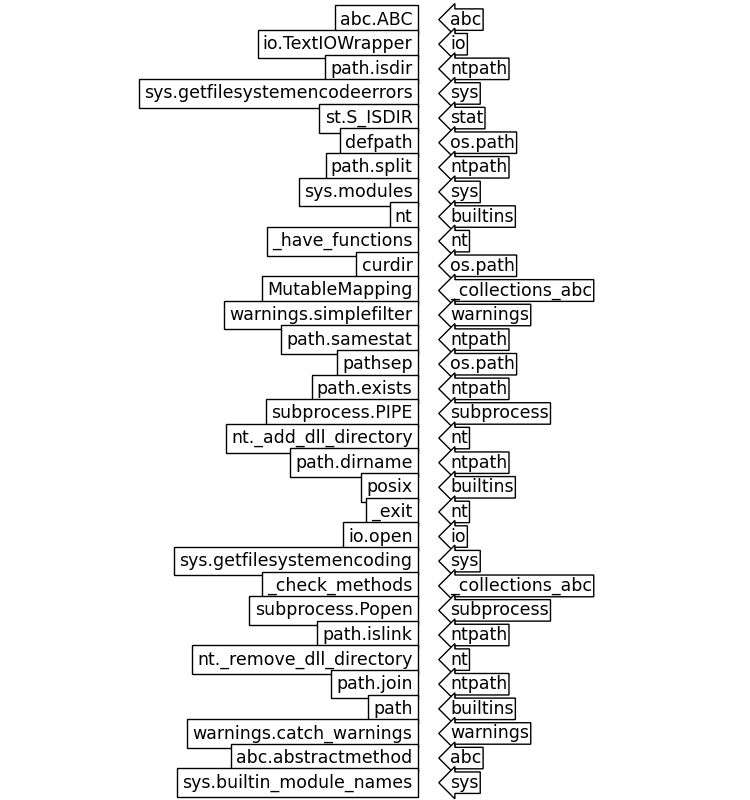 abc.ABC abc
io.TextIOWrapper io
path.isdir ntpath
sys.getfilesystemencodeerrors sys
st.S_ISDIR stat
defpath os.path
path.split ntpath
sys.modules sys
nt builtins
_have_functions nt
curdir os.path
MutableMapping _collections_abc
warnings.simplefilter warnings
path.samestat ntpath
pathsep os.path
path.exists ntpath
subprocess.PIPE subprocess
nt._add_dll_directory nt
path.dirname ntpath
posix builtins
_exit nt
io.open io
sys.getfilesystemencoding sys
_check_methods _collections_abc
subprocess.Popen subprocess
path.islink ntpath
nt._remove_dll_directory nt
path.join ntpath
path builtins
warnings.catch_warnings warnings
abc.abstractmethod abc
sys.builtin_module_names sys